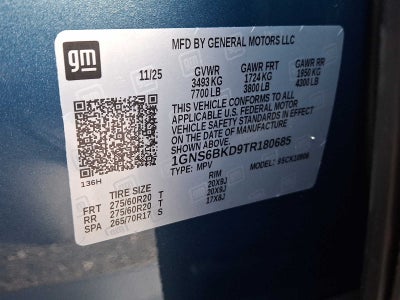 gm
MFD BY GENERAL MOTORS LLC
11/25 GVWR GAWR FRT GAWR RR
3493 KG 1724 KG 1950 KG
7700 LB 3800 LB 4300 LB
THIS VEHICLE CONFORMS TO ALL
APPLICABLE U.S. FEDERAL MOTOR
VEHICLE SAFETY STANDARDS IN EFFECT
ON THE DATE OF MANUFACTURE
1GNS6BKD9TR180685
TYPE: MPV MODEL: 9SCK10906
136H
TIRE SIZE RIM
FRT 275/60R20 T 20X9J
RR 275/60R20 T 20X9J
SPA 265/70R17 S 17X8J